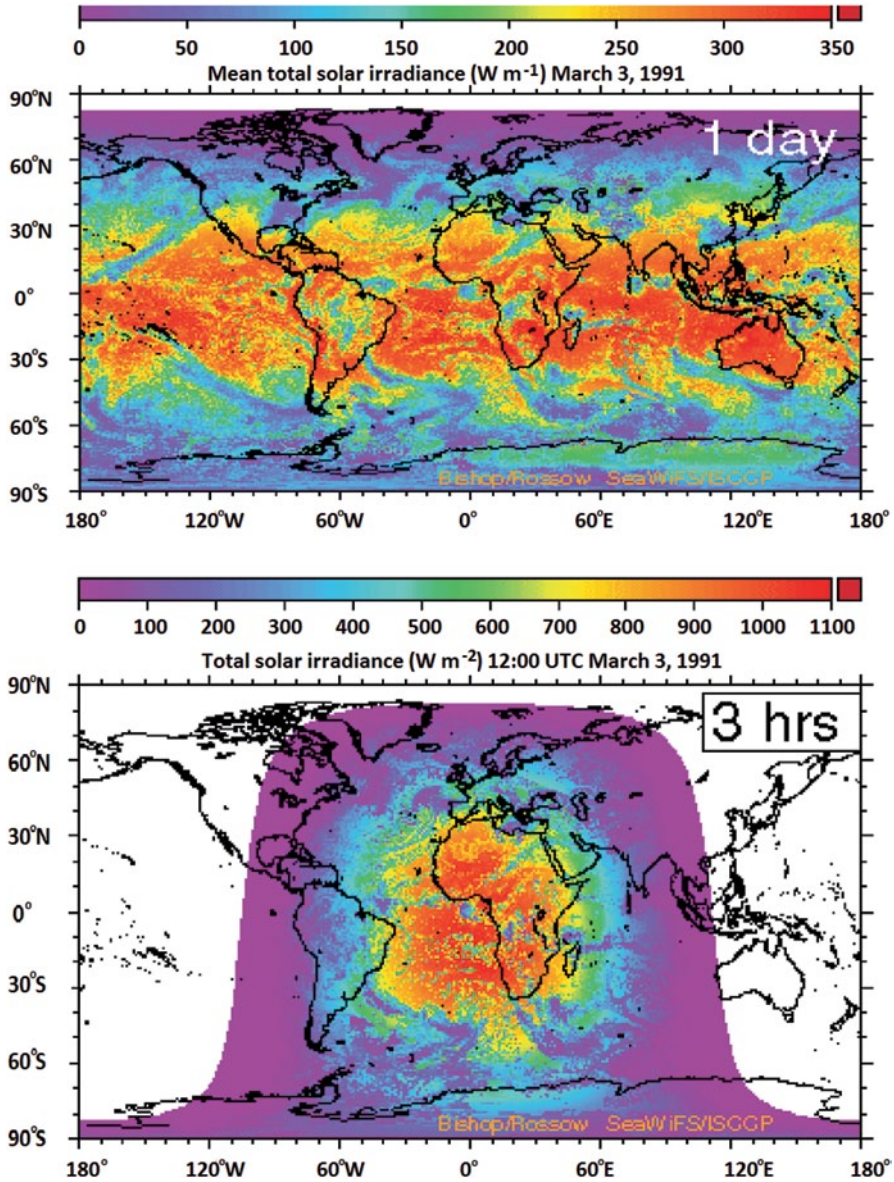 0 50 100 150 200 250 300 350
Mean total solar irradiance (W m⁻¹) March 3, 1991
90°N
1 day
60°N
30°N
0°
30°S
60°S
Bishop/Rossow SeaWiFS/ISCCP
90°S
180° 120°W 60°W 0° 60°E 120°E 180°
0 100 200 300 400 500 600 700 800 900 1000 1100
Total solar irradiance (W m⁻²) 12:00 UTC March 3, 1991
90°N
3 hrs
60°N
30°N
0°
30°S
60°S
Bishop/Rossow SeaWiFS/ISCCP
90°S
180° 120°W 60°W 0° 60°E 120°E 180°